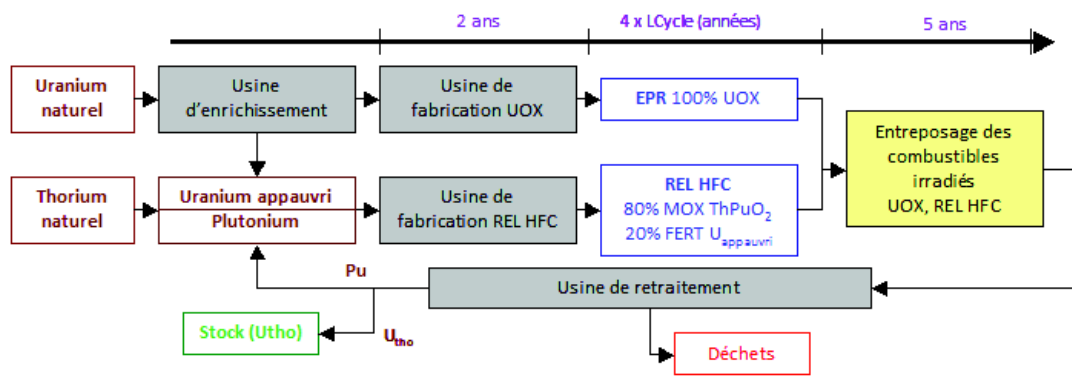 2 ans
4 x LCycle (années)
5 ans
Uranium
naturel
Usine
d'enrichissement
Usine de
fabrication UOX
EPR 100% UOX
Entreposage des
combustibles
irradiés
UOX, REL HFC
Thorium
naturel
Uranium appauvri
Plutonium
Usine de
fabrication REL HFC
REL HFC
80% MOX ThPuO₂
20% FERT U_appauvri
Pu
Usine de retraitement
Stock (Utho)
U_tho
Déchets